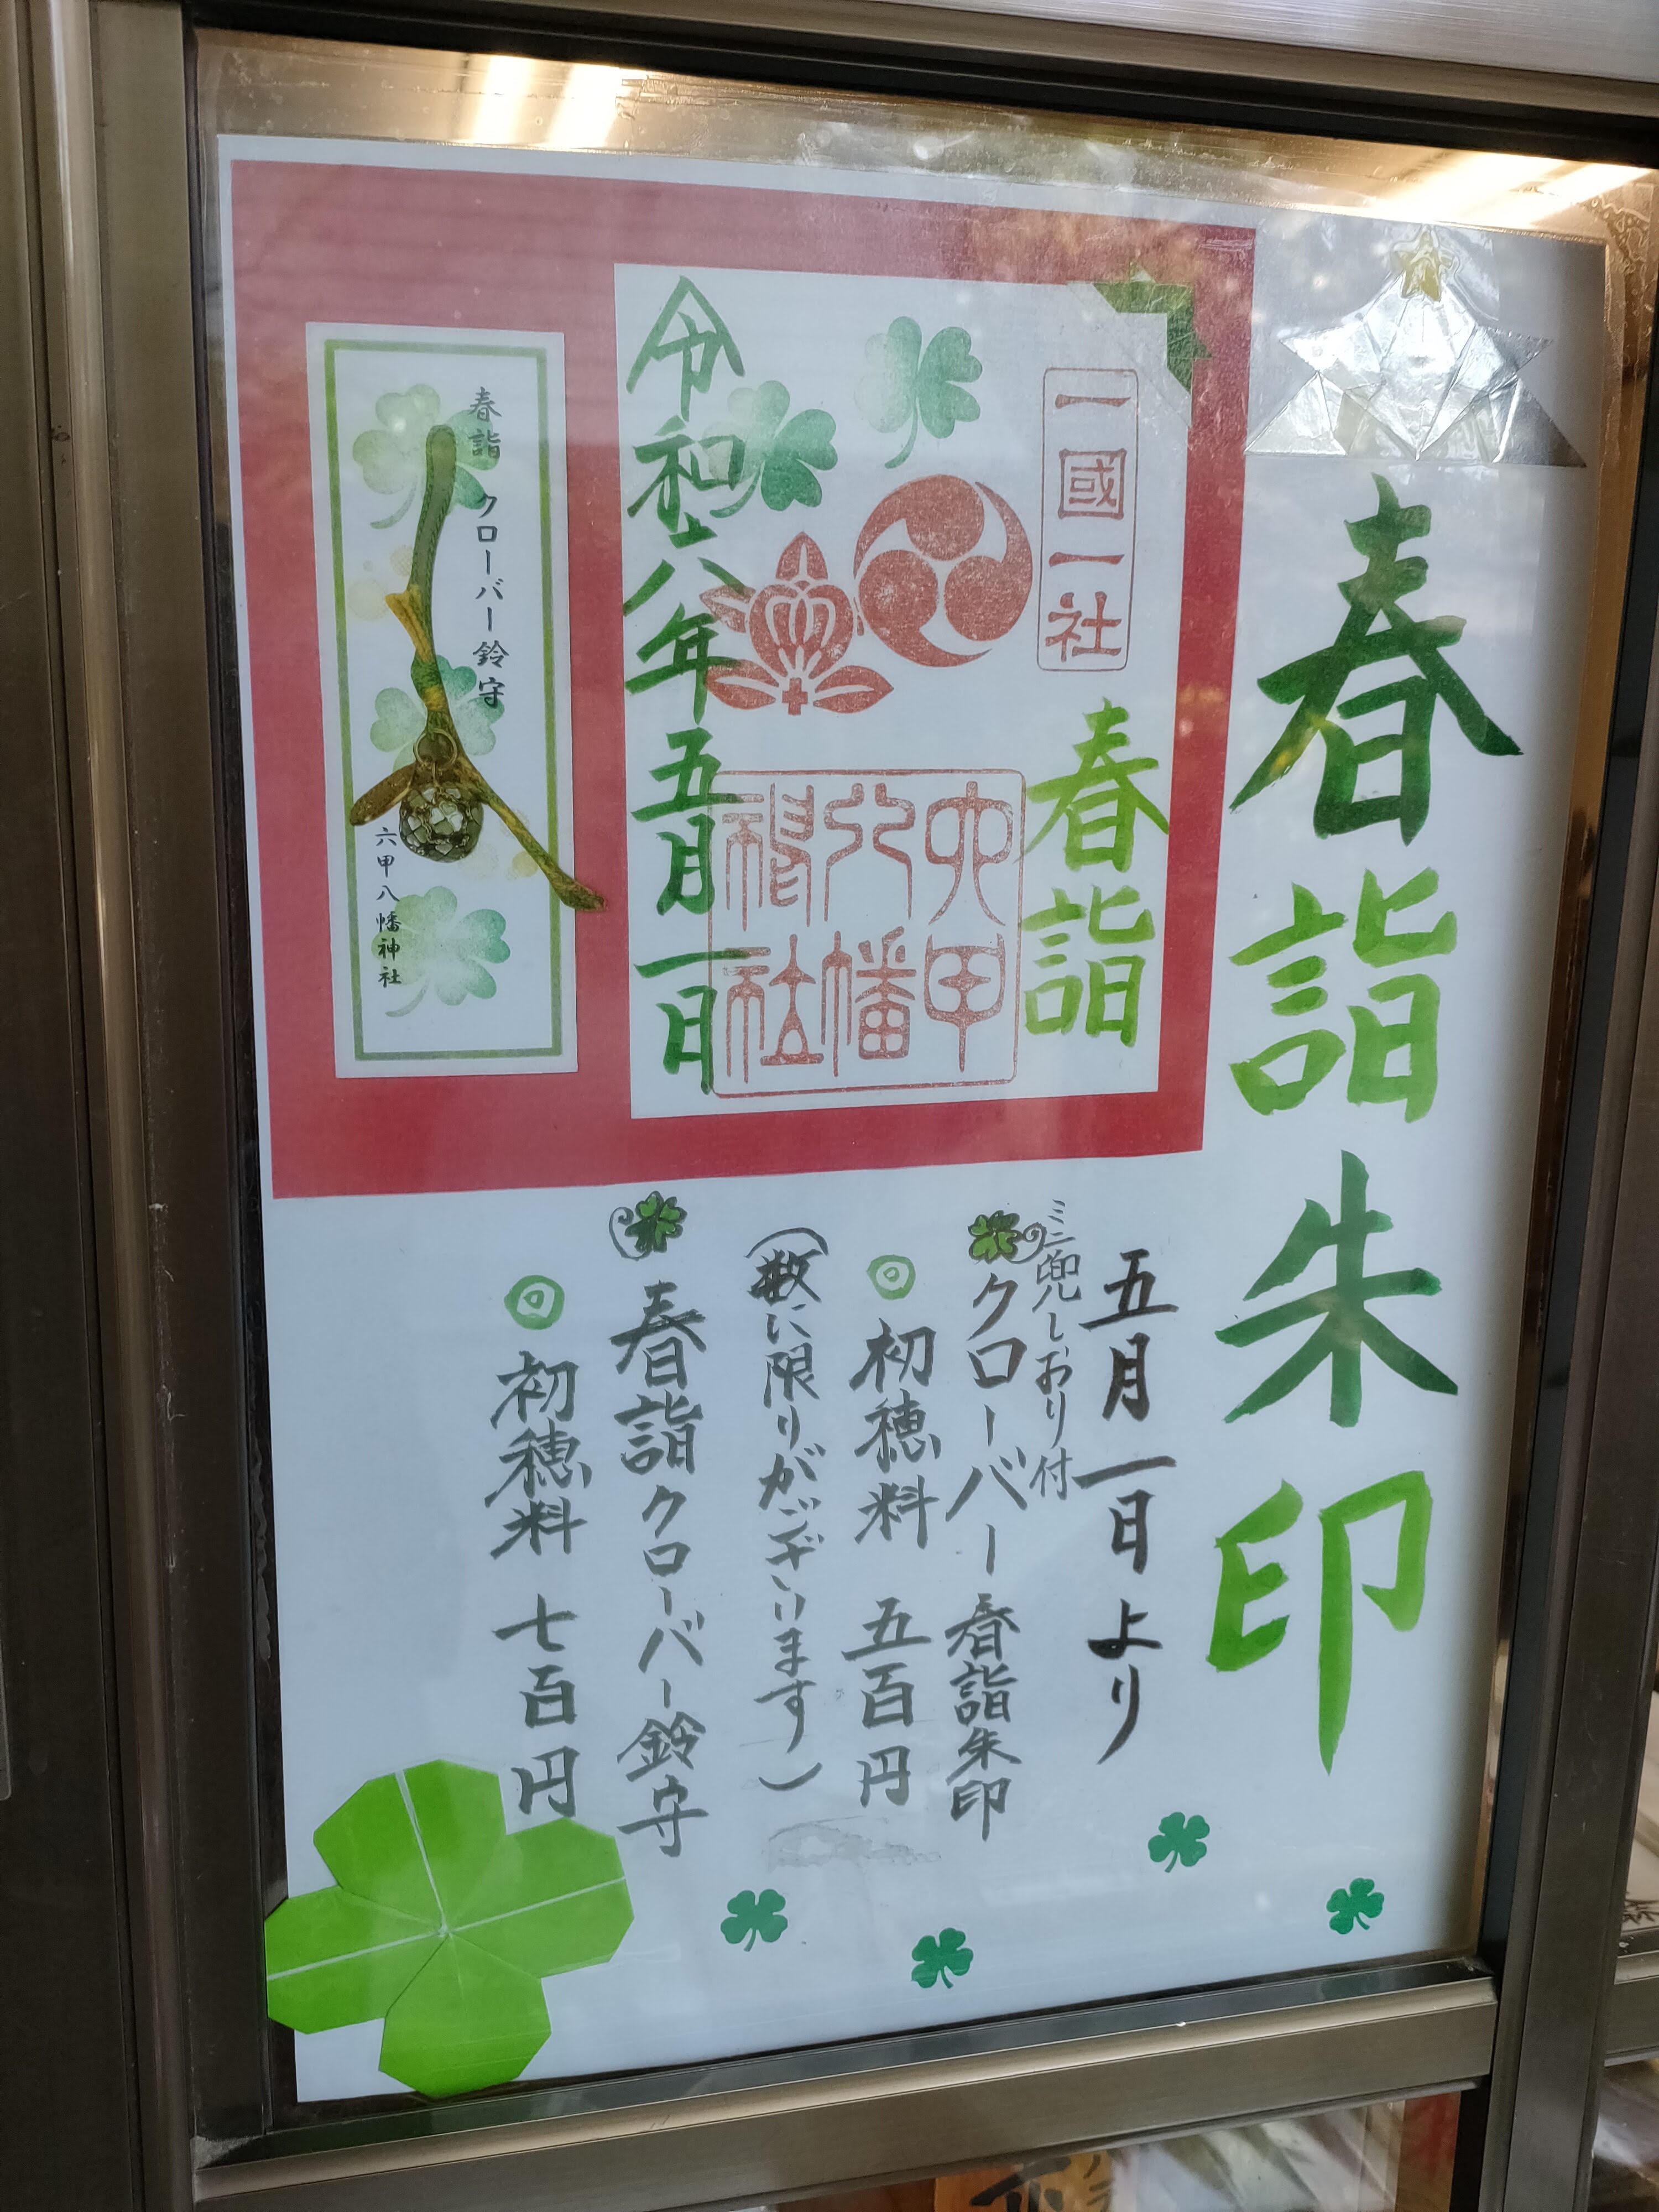 春詣朱印
一國一社
春詣
六甲
八幡
神社
令和六年五月一日
春詣 クローバー鈴守
六甲八幡神社
五月一日より
ミニ兜しおり付
クローバー春詣朱印
初穂料 五百円
(数に限りがございます)
春詣クローバー鈴守
初穂料 七百円